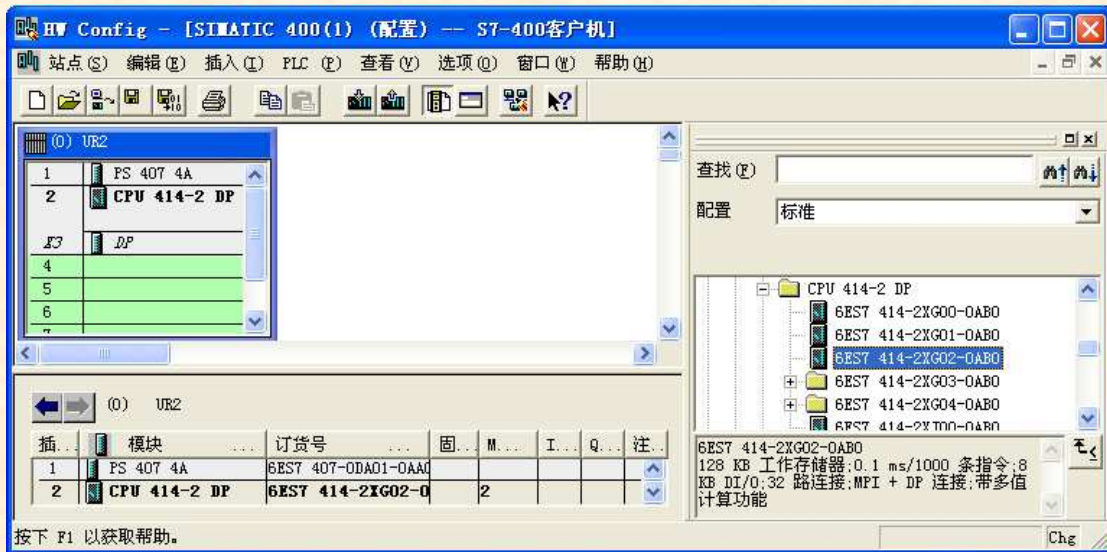 HW Config - [SIMATIC 400(1) (配置) -- S7-400客户机]
站点(S) 编辑(E) 插入(I) PLC (P) 查看(V) 选项(O) 窗口(W) 帮助(H)
(0) UR2
1 PS 407 4A
2 CPU 414-2 DP
X3 DP
4
5
6
7
查找(F)
配置 标准
CPU 414-2 DP
6ES7 414-2XG00-0AB0
6ES7 414-2XG01-0AB0
6ES7 414-2XG02-0AB0
6ES7 414-2XG03-0AB0
6ES7 414-2XG04-0AB0
6ES7 414-2XJ00-0AB0
(0) UR2
插... 模块 ... 订货号 固... M... I... Q... 注...
1 PS 407 4A 6ES7 407-0DA01-0AA0
2 CPU 414-2 DP 6ES7 414-2XG02-0 2
6ES7 414-2XG02-0AB0
128 KB 工作存储器;0.1 ms/1000 条指令;8
KB DI/O;32 路连接;MPI + DP 连接;带多值
计算功能
按下 F1 以获取帮助。
Chg